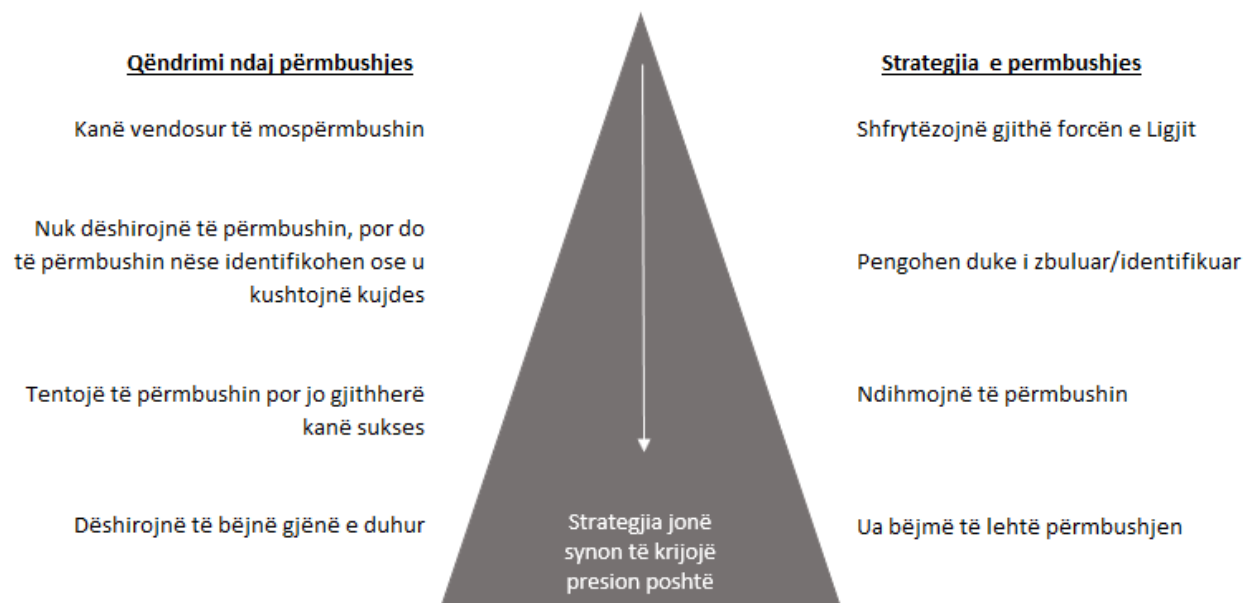 Qëndrimi ndaj përmbushjes
Strategjia e permbushjes
Kanë vendosur të mospërmbushin
Shfrytëzojnë gjithë forcën e Ligjit
Nuk dëshirojnë të përmbushin, por do
të përmbushin nëse identifikohen ose u
kushtojnë kujdes
Pengohen duke i zbuluar/identifikuar
Tentojë të përmbushin por jo gjithherë
kanë sukses
Ndihmojnë të përmbushin
Dëshirojnë të bëjnë gjënë e duhur
Strategjia jonë
synon të krijojë
presion poshtë
Ua bëjmë të lehtë përmbushjen